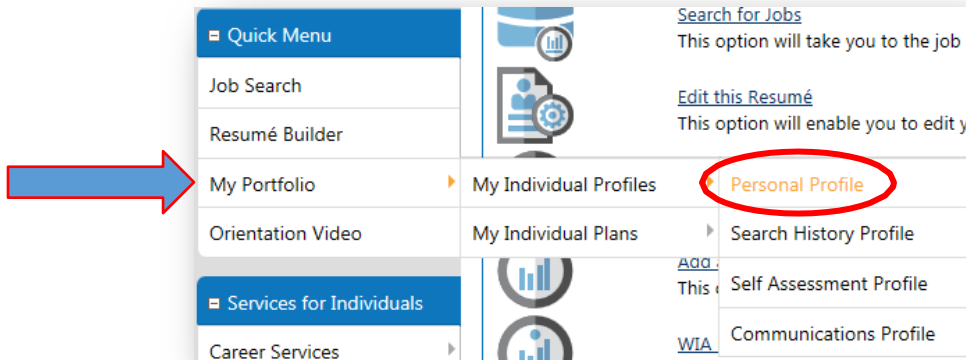 Quick Menu
Job Search
Resumé Builder
My Portfolio
Orientation Video
Services for Individuals
Career Services
My Individual Profiles
My Individual Plans
Personal Profile
Search History Profile
Self Assessment Profile
Communications Profile
Search for Jobs
This option will take you to the job
Edit this Resumé
This option will enable you to edit
Add
This
WIA